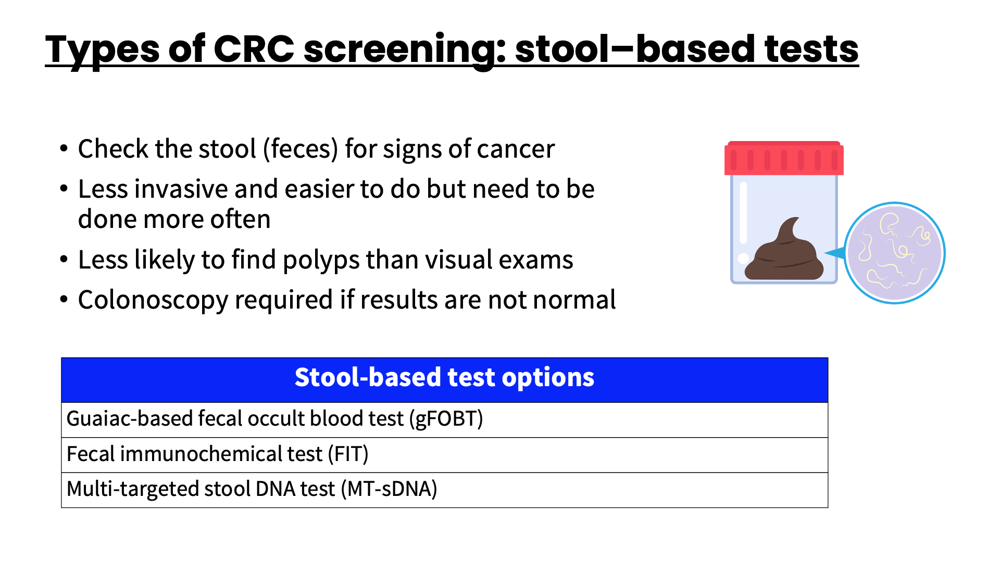 Types of CRC screening: stool–based tests
• Check the stool (feces) for signs of cancer
• Less invasive and easier to do but need to be
done more often
• Less likely to find polyps than visual exams
• Colonoscopy required if results are not normal
Stool-based test options
Guaiac-based fecal occult blood test (gFOBT)
Fecal immunochemical test (FIT)
Multi-targeted stool DNA test (MT-sDNA)